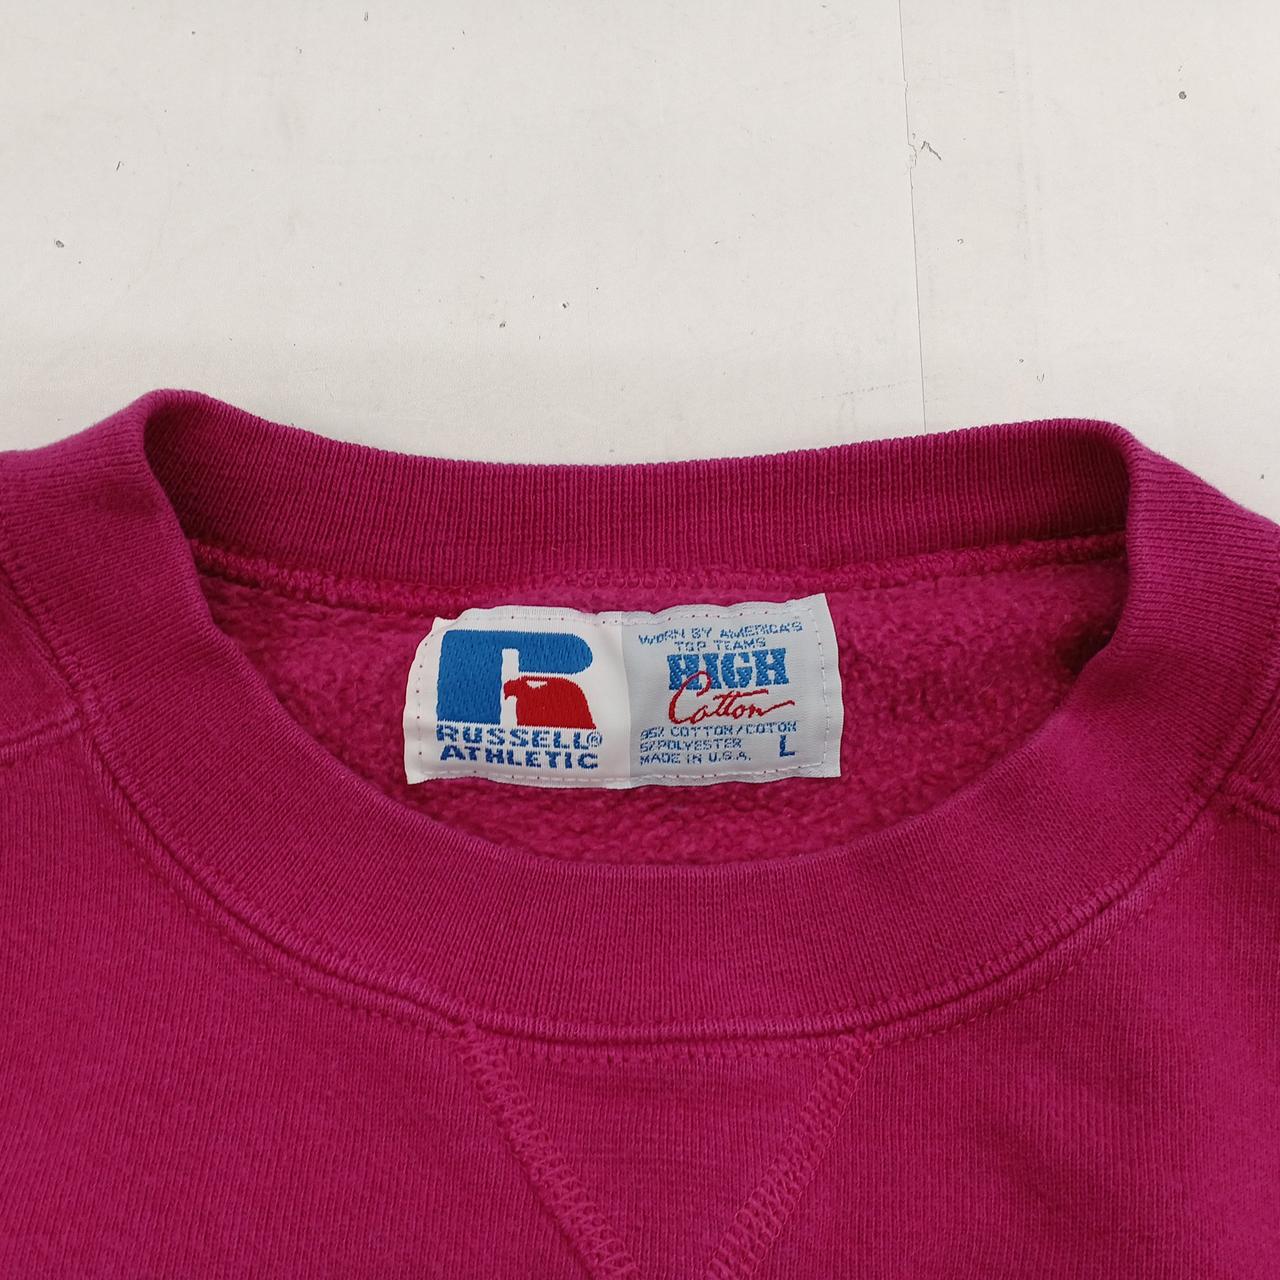 RUSSELL®
ATHLETIC
WORN BY AMERICA'S
TOP TEAMS
HIGH
Cotton
95% COTTON/COTON
5% POLYESTER
MADE IN U.S.A.
L